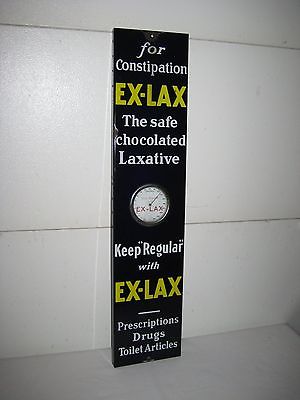 for
Constipation
EX-LAX
The safe
chocolated
Laxative
EX-LAX
Keep "Regular"
with
EX-LAX
Prescriptions
Drugs
Toilet Articles